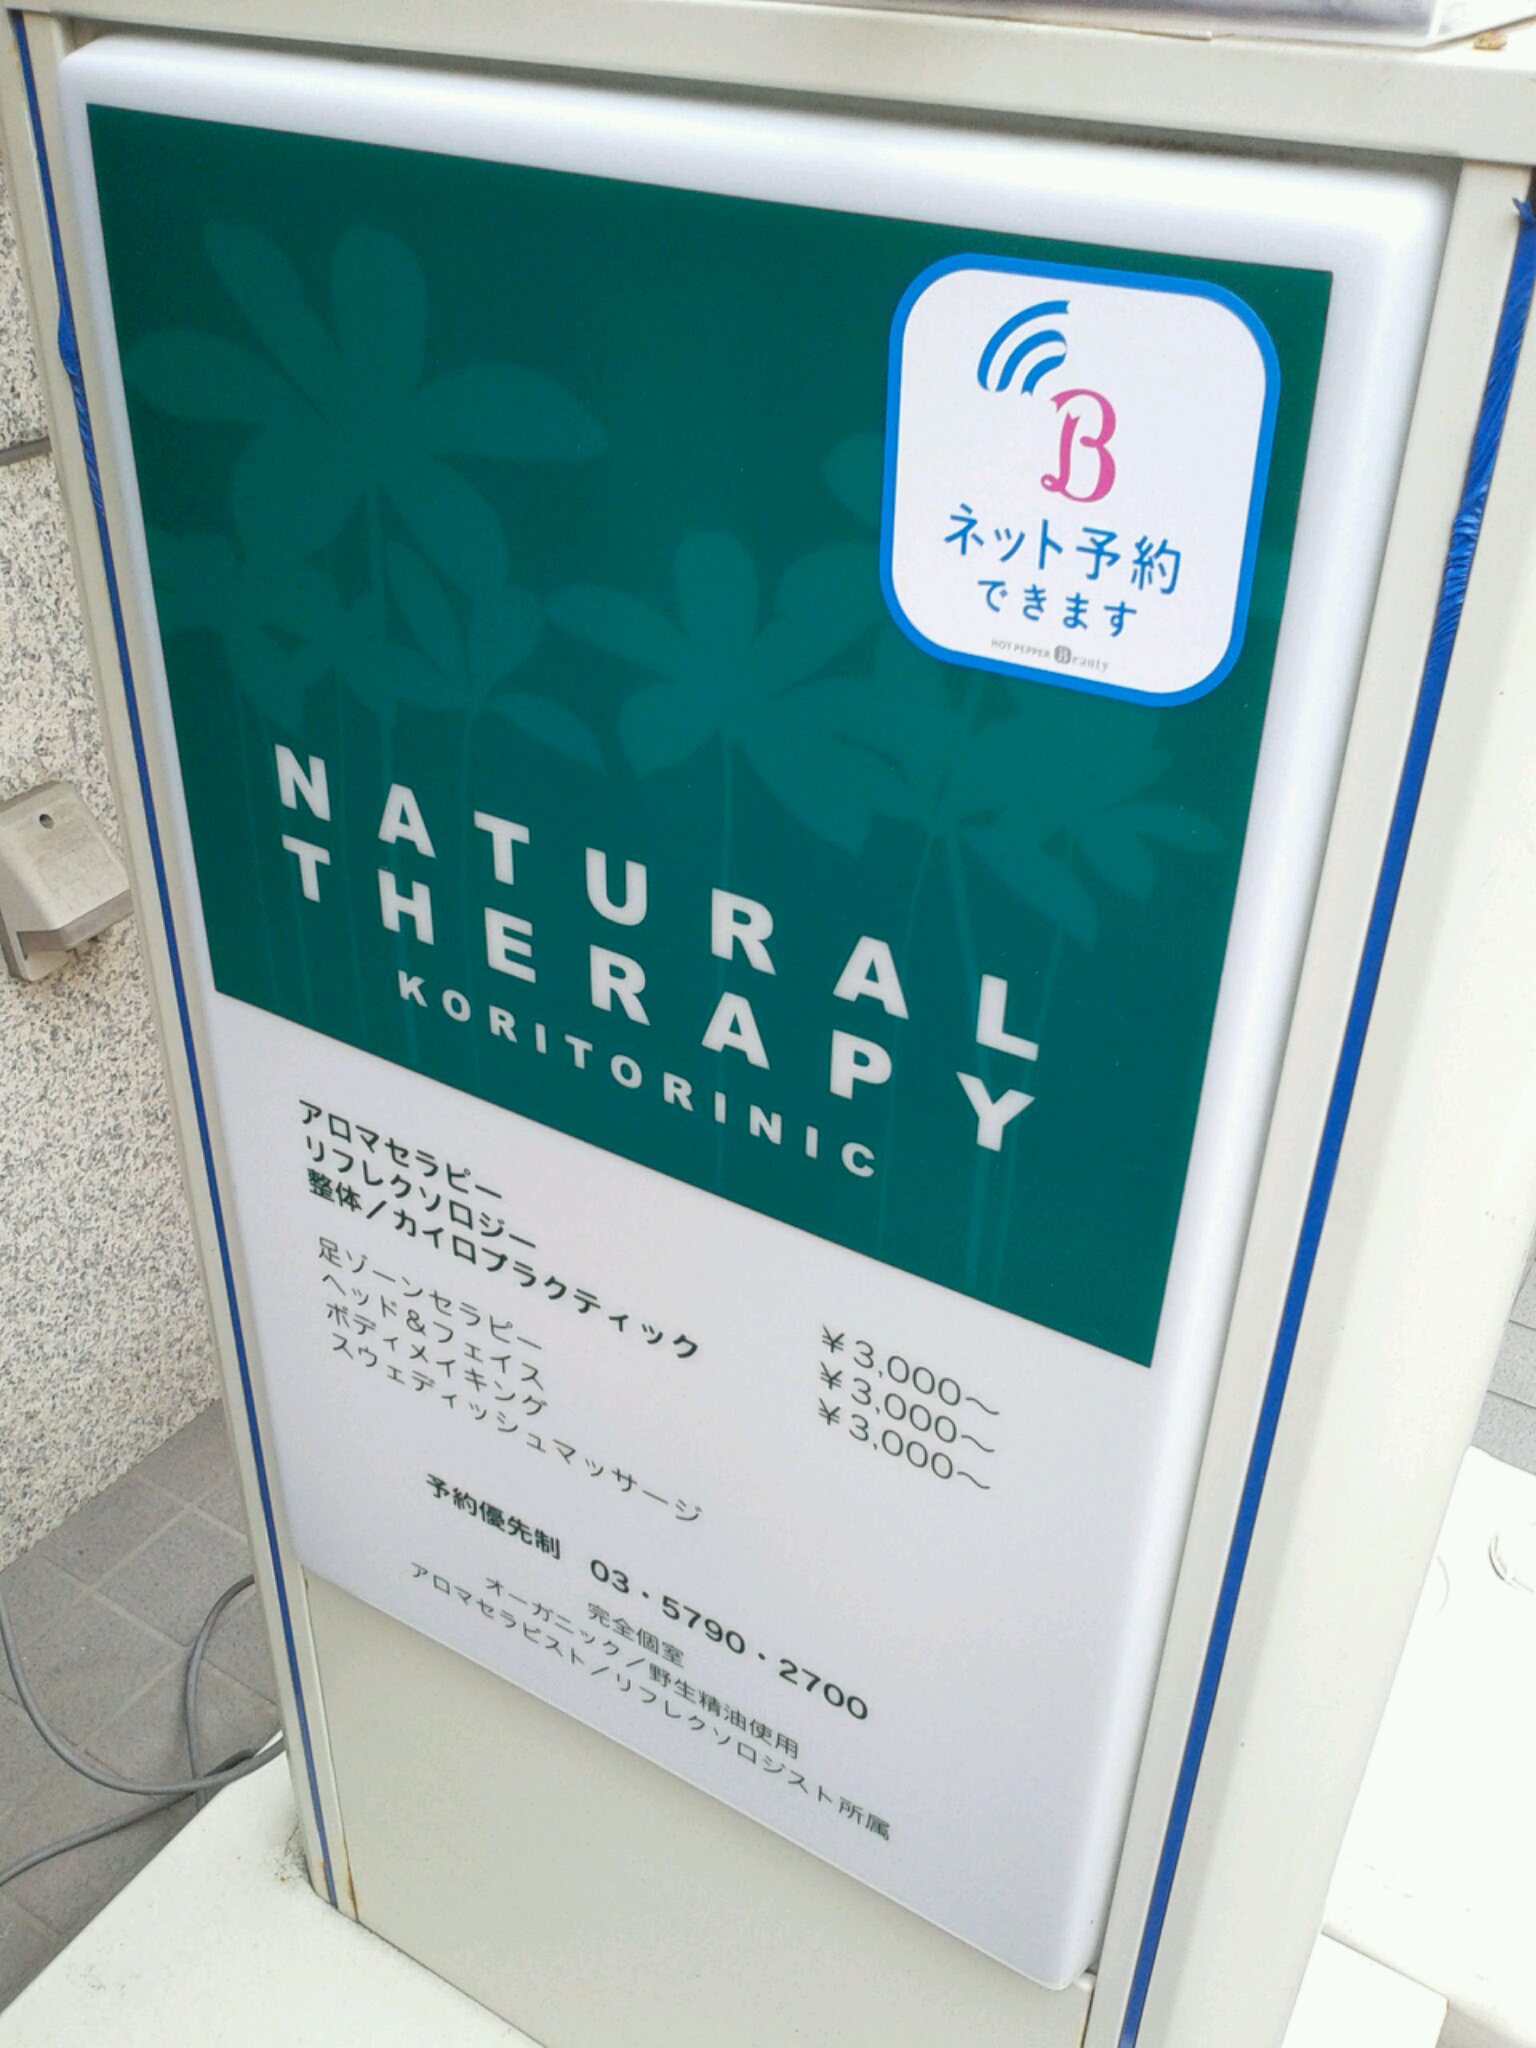 B
ネット予約
できます
HOT PEPPER Beauty
NATURAL
THERAPY
KORITORINIC
アロマセラピー ¥3,000〜
リフレクソロジー ¥3,000〜
整体/カイロプラクティック ¥3,000〜
足ゾーンセラピー
ヘッド&フェイス
ボディメイキング
スウェディッシュマッサージ
予約優先制 03・5790・2700
完全個室
オーガニック/野生精油使用
アロマセラピスト/リフレクソロジスト所属